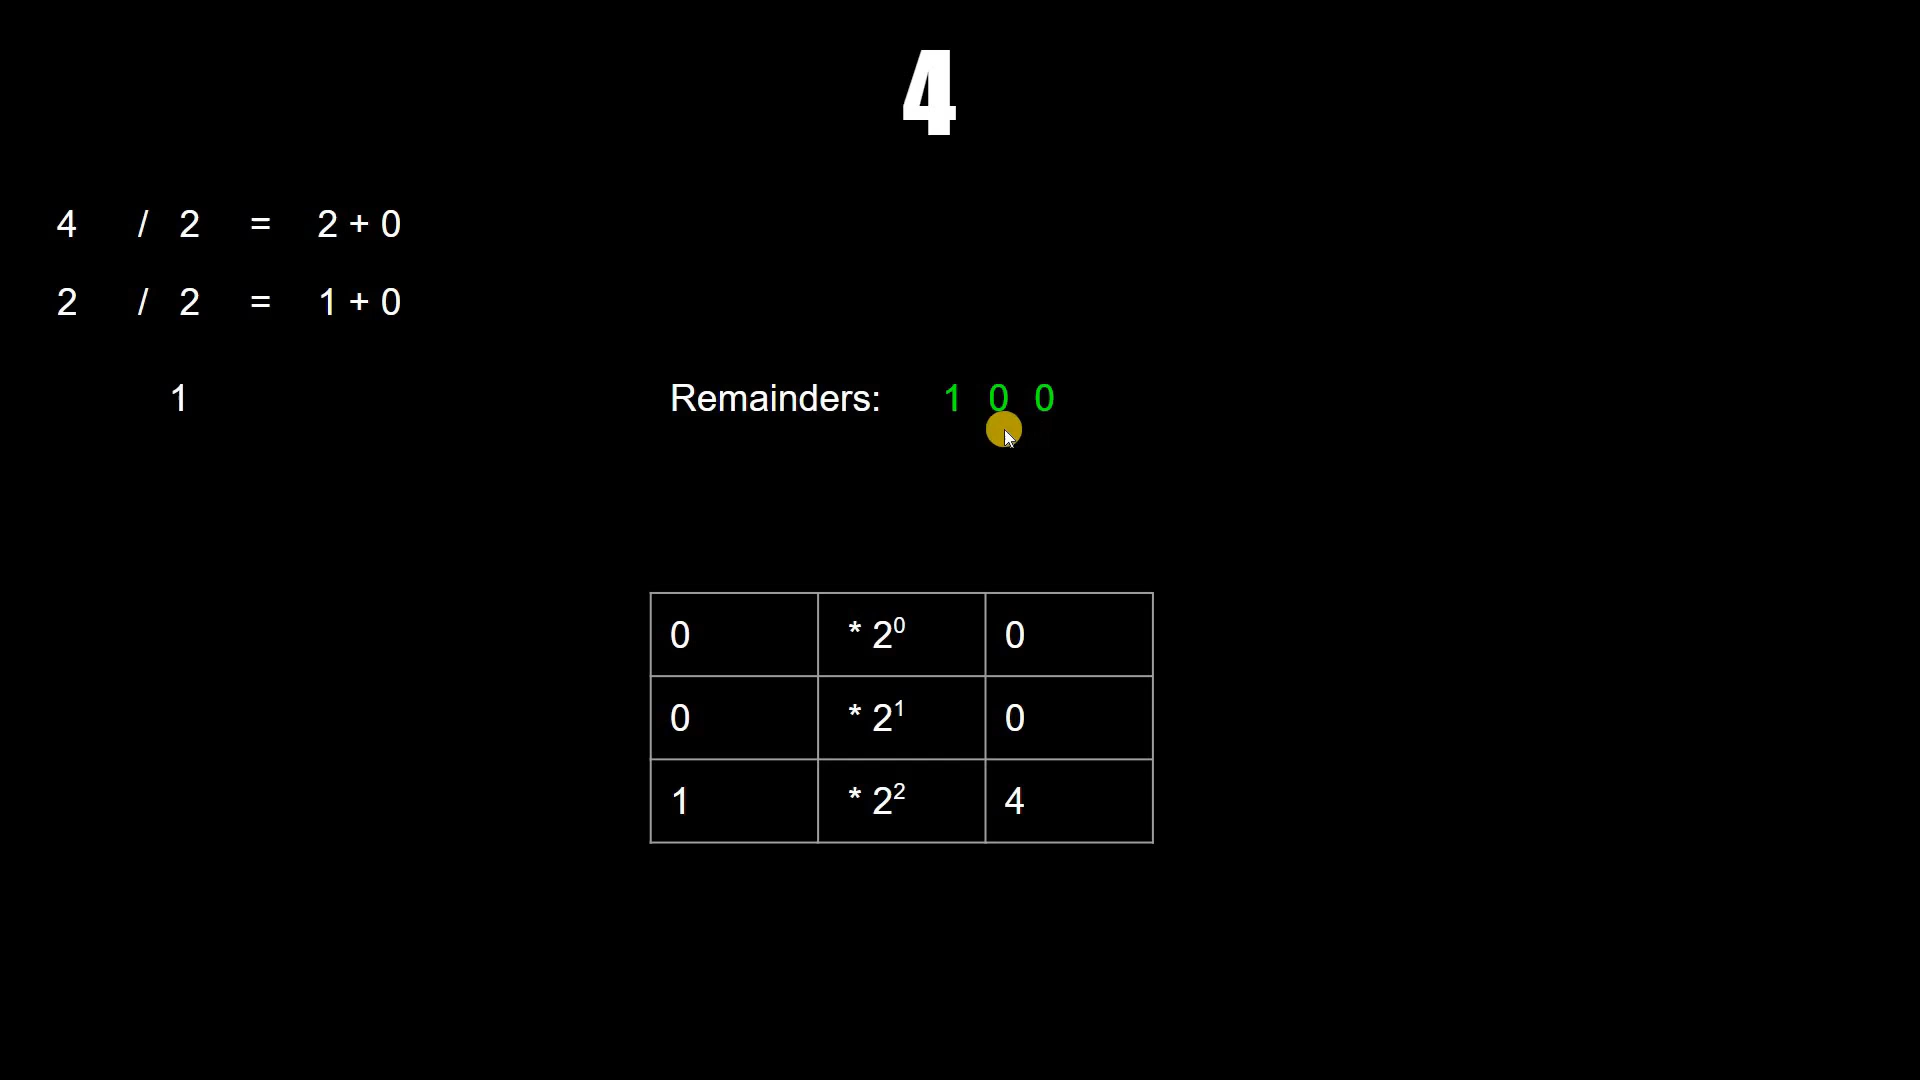 4
4 / 2 = 2 + 0
2 / 2 = 1 + 0
1 Remainders: 1 0 0
0 * 2⁰ 0
0 * 2¹ 0
1 * 2² 4